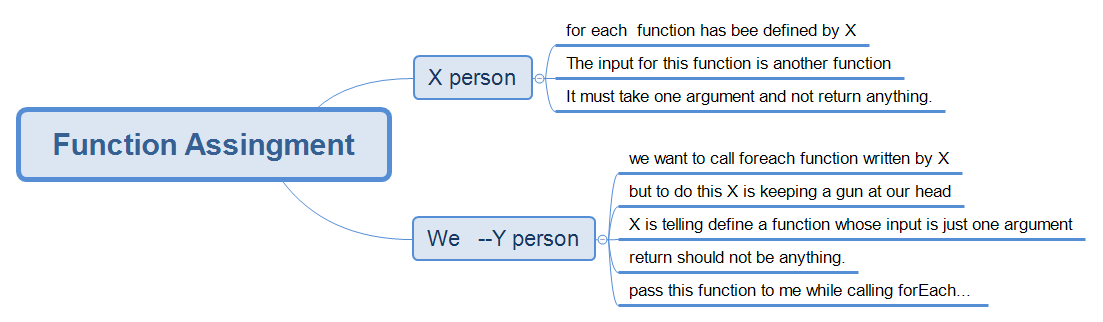 Function Assingment
X person
for each  function has bee defined by X
The input for this function is another function
It must take one argument and not return anything.
We   --Y person
we want to call foreach function written by X
but to do this X is keeping a gun at our head
X is telling define a function whose input is just one argument
return should not be anything.
pass this function to me while calling forEach...